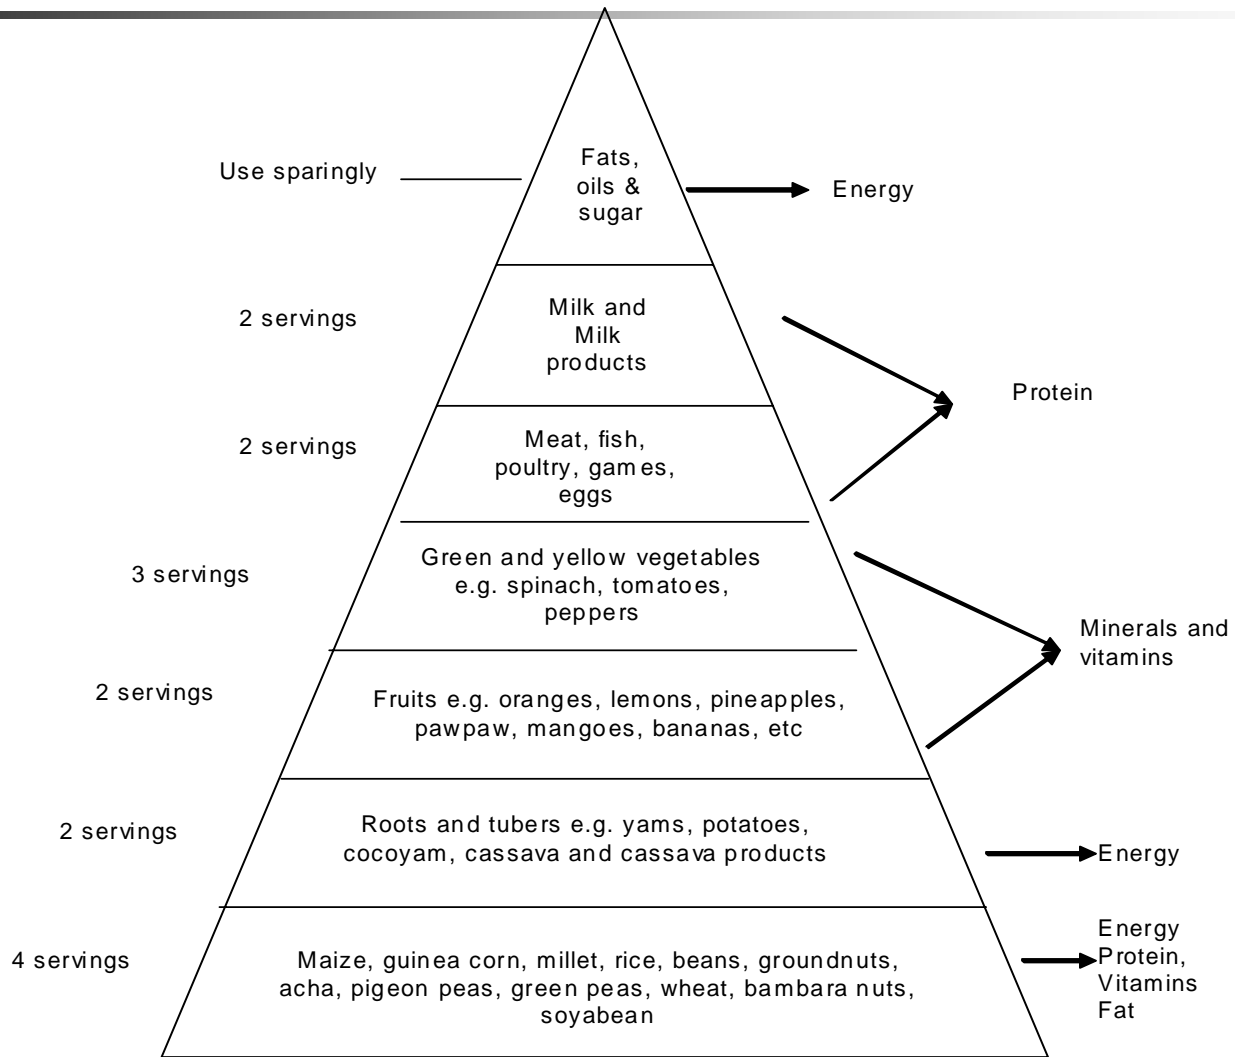 Fats,
oils &
sugar
Use sparingly
Energy
Milk and
Milk
products
2 servings
Protein
Meat, fish,
poultry, games,
eggs
2 servings
Green and yellow vegetables
e.g. spinach, tomatoes,
peppers
3 servings
Minerals and
vitamins
Fruits e.g. oranges, lemons, pineapples,
pawpaw, mangoes, bananas, etc
2 servings
Roots and tubers e.g. yams, potatoes,
cocoyam, cassava and cassava products
2 servings
Energy
Maize, guinea corn, millet, rice, beans, groundnuts,
acha, pigeon peas, green peas, wheat, bambara nuts,
soyabean
4 servings
Energy
Protein,
Vitamins
Fat